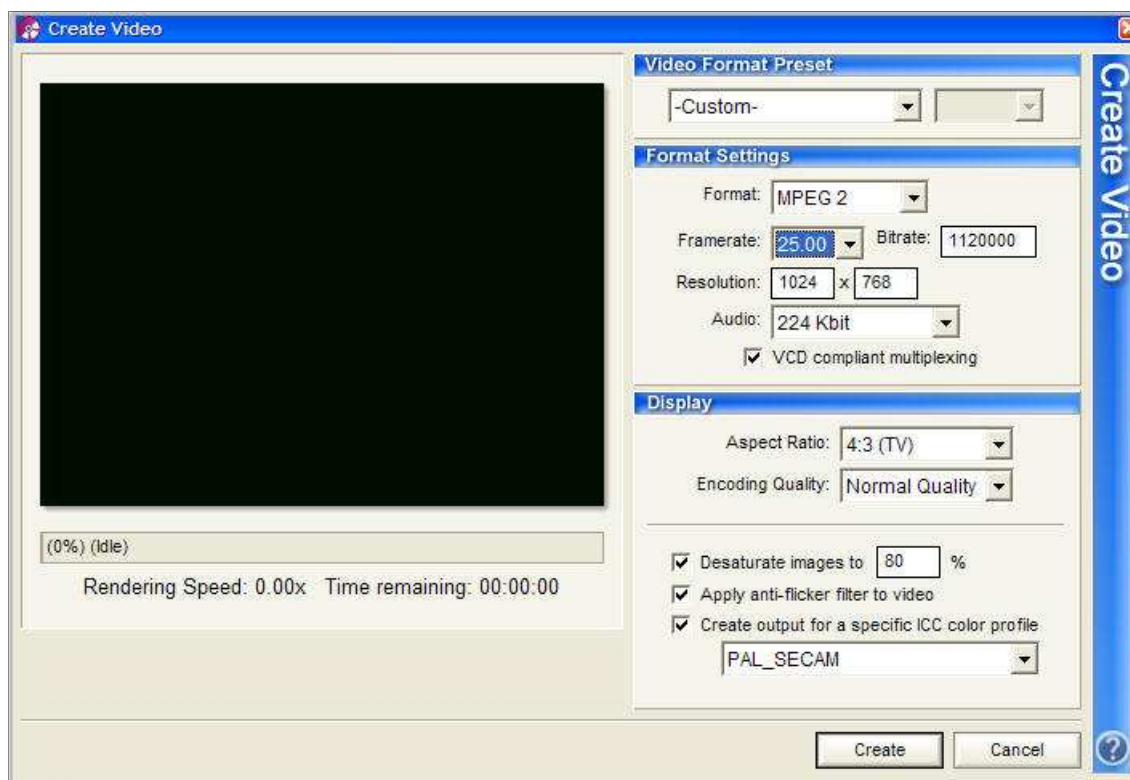 Create Video
(0%) (Idle)
Rendering Speed: 0.00x Time remaining: 00:00:00
Video Format Preset
-Custom-
Format Settings
Format: MPEG 2
Framerate: 25.00 Bitrate: 1120000
Resolution: 1024 x 768
Audio: 224 Kbit
VCD compliant multiplexing
Display
Aspect Ratio: 4:3 (TV)
Encoding Quality: Normal Quality
Desaturate images to 80 %
Apply anti-flicker filter to video
Create output for a specific ICC color profile
PAL_SECAM
Create Cancel
Create Video
?